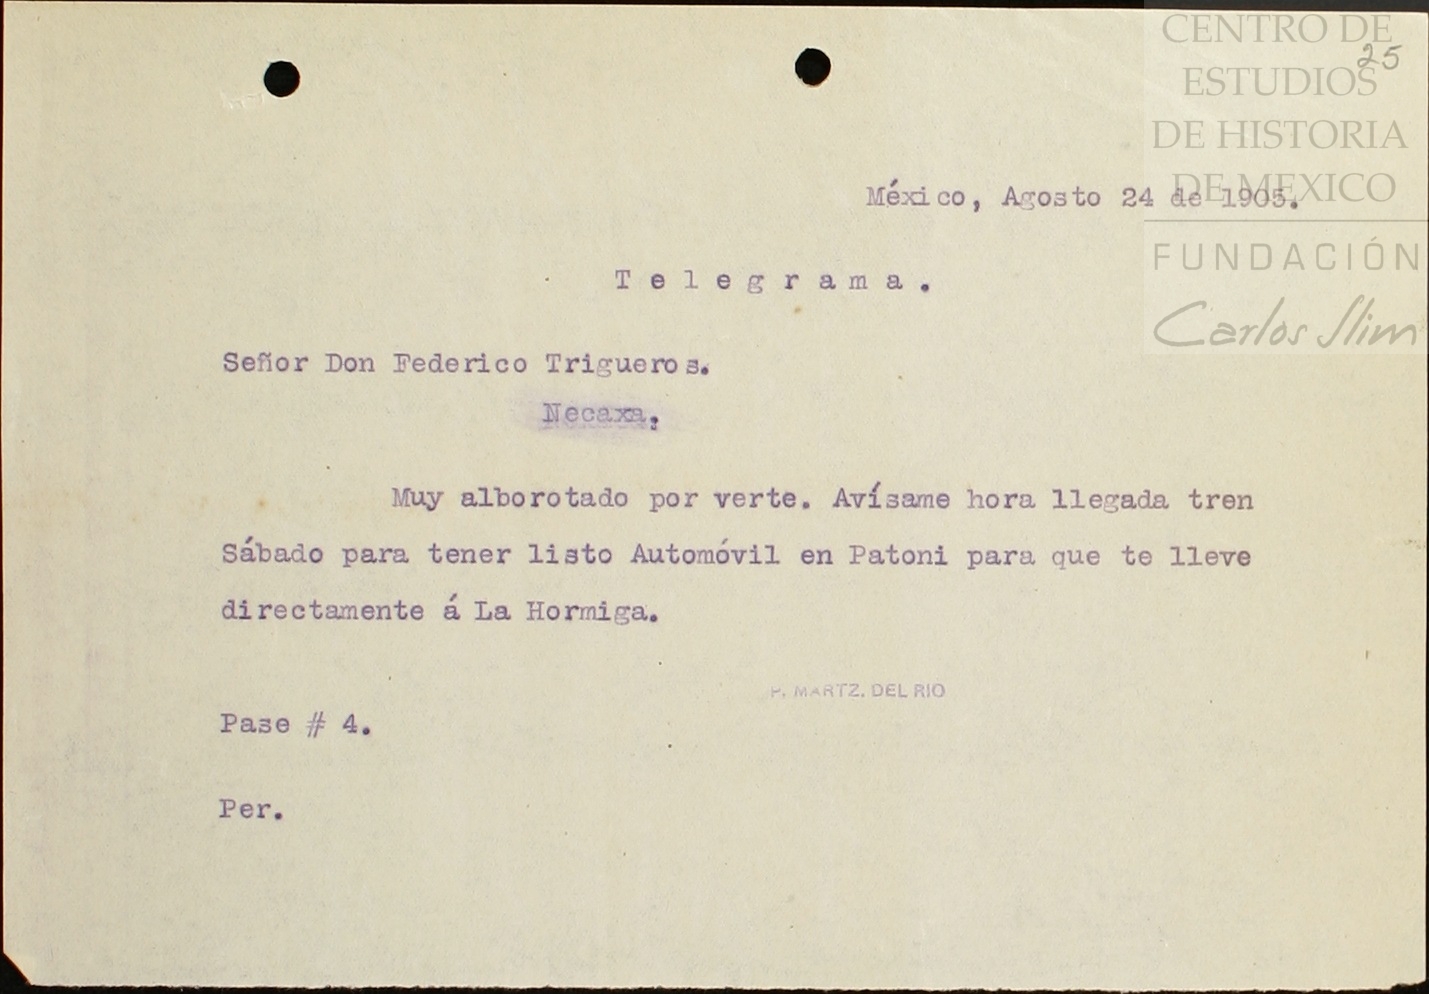 CENTRO DE
ESTUDIOS
DE HISTORIA
DE MEXICO
FUNDACIÓN
Carlos Slim
25
México, Agosto 24 de 1905.
Telegrama.
Señor Don Federico Trigueros.
Necaxa.
Muy alborotado por verte. Avísame hora llegada tren
Sábado para tener listo Automóvil en Patoni para que te lleve
directamente á La Hormiga.
P. MARTZ. DEL RIO
Pase # 4.
Per.